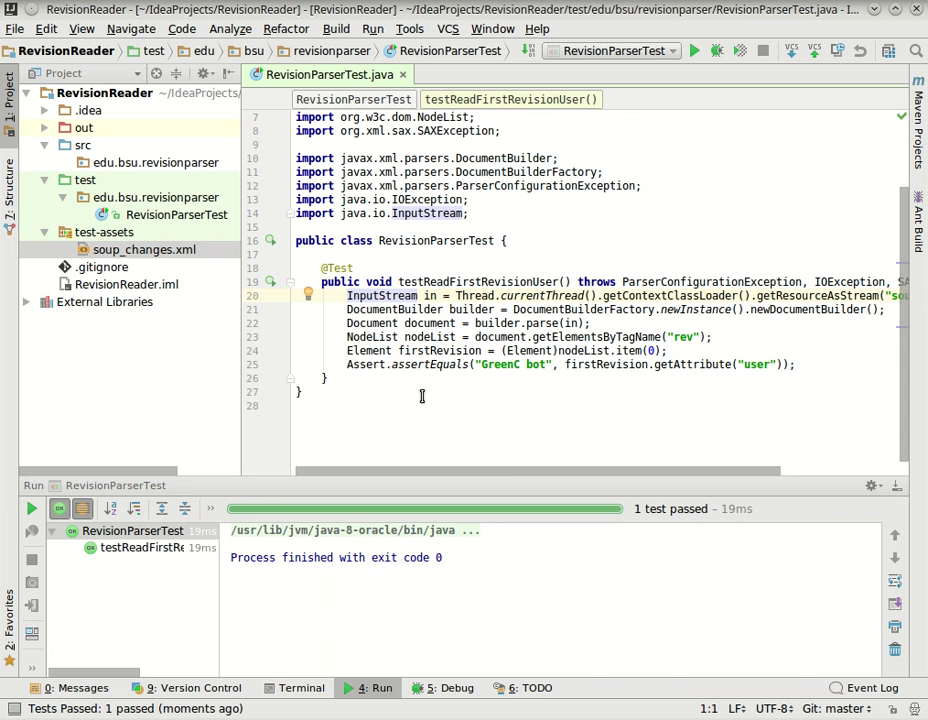 RevisionReader - [~/IdeaProjects/RevisionReader] - [RevisionReader] - ~/IdeaProjects/RevisionReader/test/edu/bsu/revisionparser/RevisionParserTest.java - I...
File Edit View Navigate Code Analyze Refactor Build Run Tools VCS Window Help
RevisionReader test edu bsu revisionparser RevisionParserTest RevisionParserTest VCS VCS
1: Project
7: Structure
2: Favorites
Project
RevisionReader ~/IdeaProjects/
.idea
out
src
edu.bsu.revisionparser
test
edu.bsu.revisionparser
RevisionParserTest
test-assets
soup_changes.xml
.gitignore
RevisionReader.iml
External Libraries
RevisionParserTest.java
RevisionParserTest testReadFirstRevisionUser()
7 import org.w3c.dom.NodeList;
8 import org.xml.sax.SAXException;
9
10 import javax.xml.parsers.DocumentBuilder;
11 import javax.xml.parsers.DocumentBuilderFactory;
12 import javax.xml.parsers.ParserConfigurationException;
13 import java.io.IOException;
14 import java.io.InputStream;
15
16 public class RevisionParserTest {
17
18 @Test
19 public void testReadFirstRevisionUser() throws ParserConfigurationException, IOException, SA
20 InputStream in = Thread.currentThread().getContextClassLoader().getResourceAsStream("sou
21 DocumentBuilder builder = DocumentBuilderFactory.newInstance().newDocumentBuilder();
22 Document document = builder.parse(in);
23 NodeList nodeList = document.getElementsByTagName("rev");
24 Element firstRevision = (Element)nodeList.item(0);
25 Assert.assertEquals("GreenC bot", firstRevision.getAttribute("user"));
26 }
27 }
28
Maven Projects
Ant Build
Run RevisionParserTest
1 test passed – 19ms
RevisionParserTest 19ms
testReadFirstRe 19ms
/usr/lib/jvm/java-8-oracle/bin/java ...
Process finished with exit code 0
0: Messages 9: Version Control Terminal 4: Run 5: Debug 6: TODO Event Log
Tests Passed: 1 passed (moments ago) 1:1 LF UTF-8 Git: master